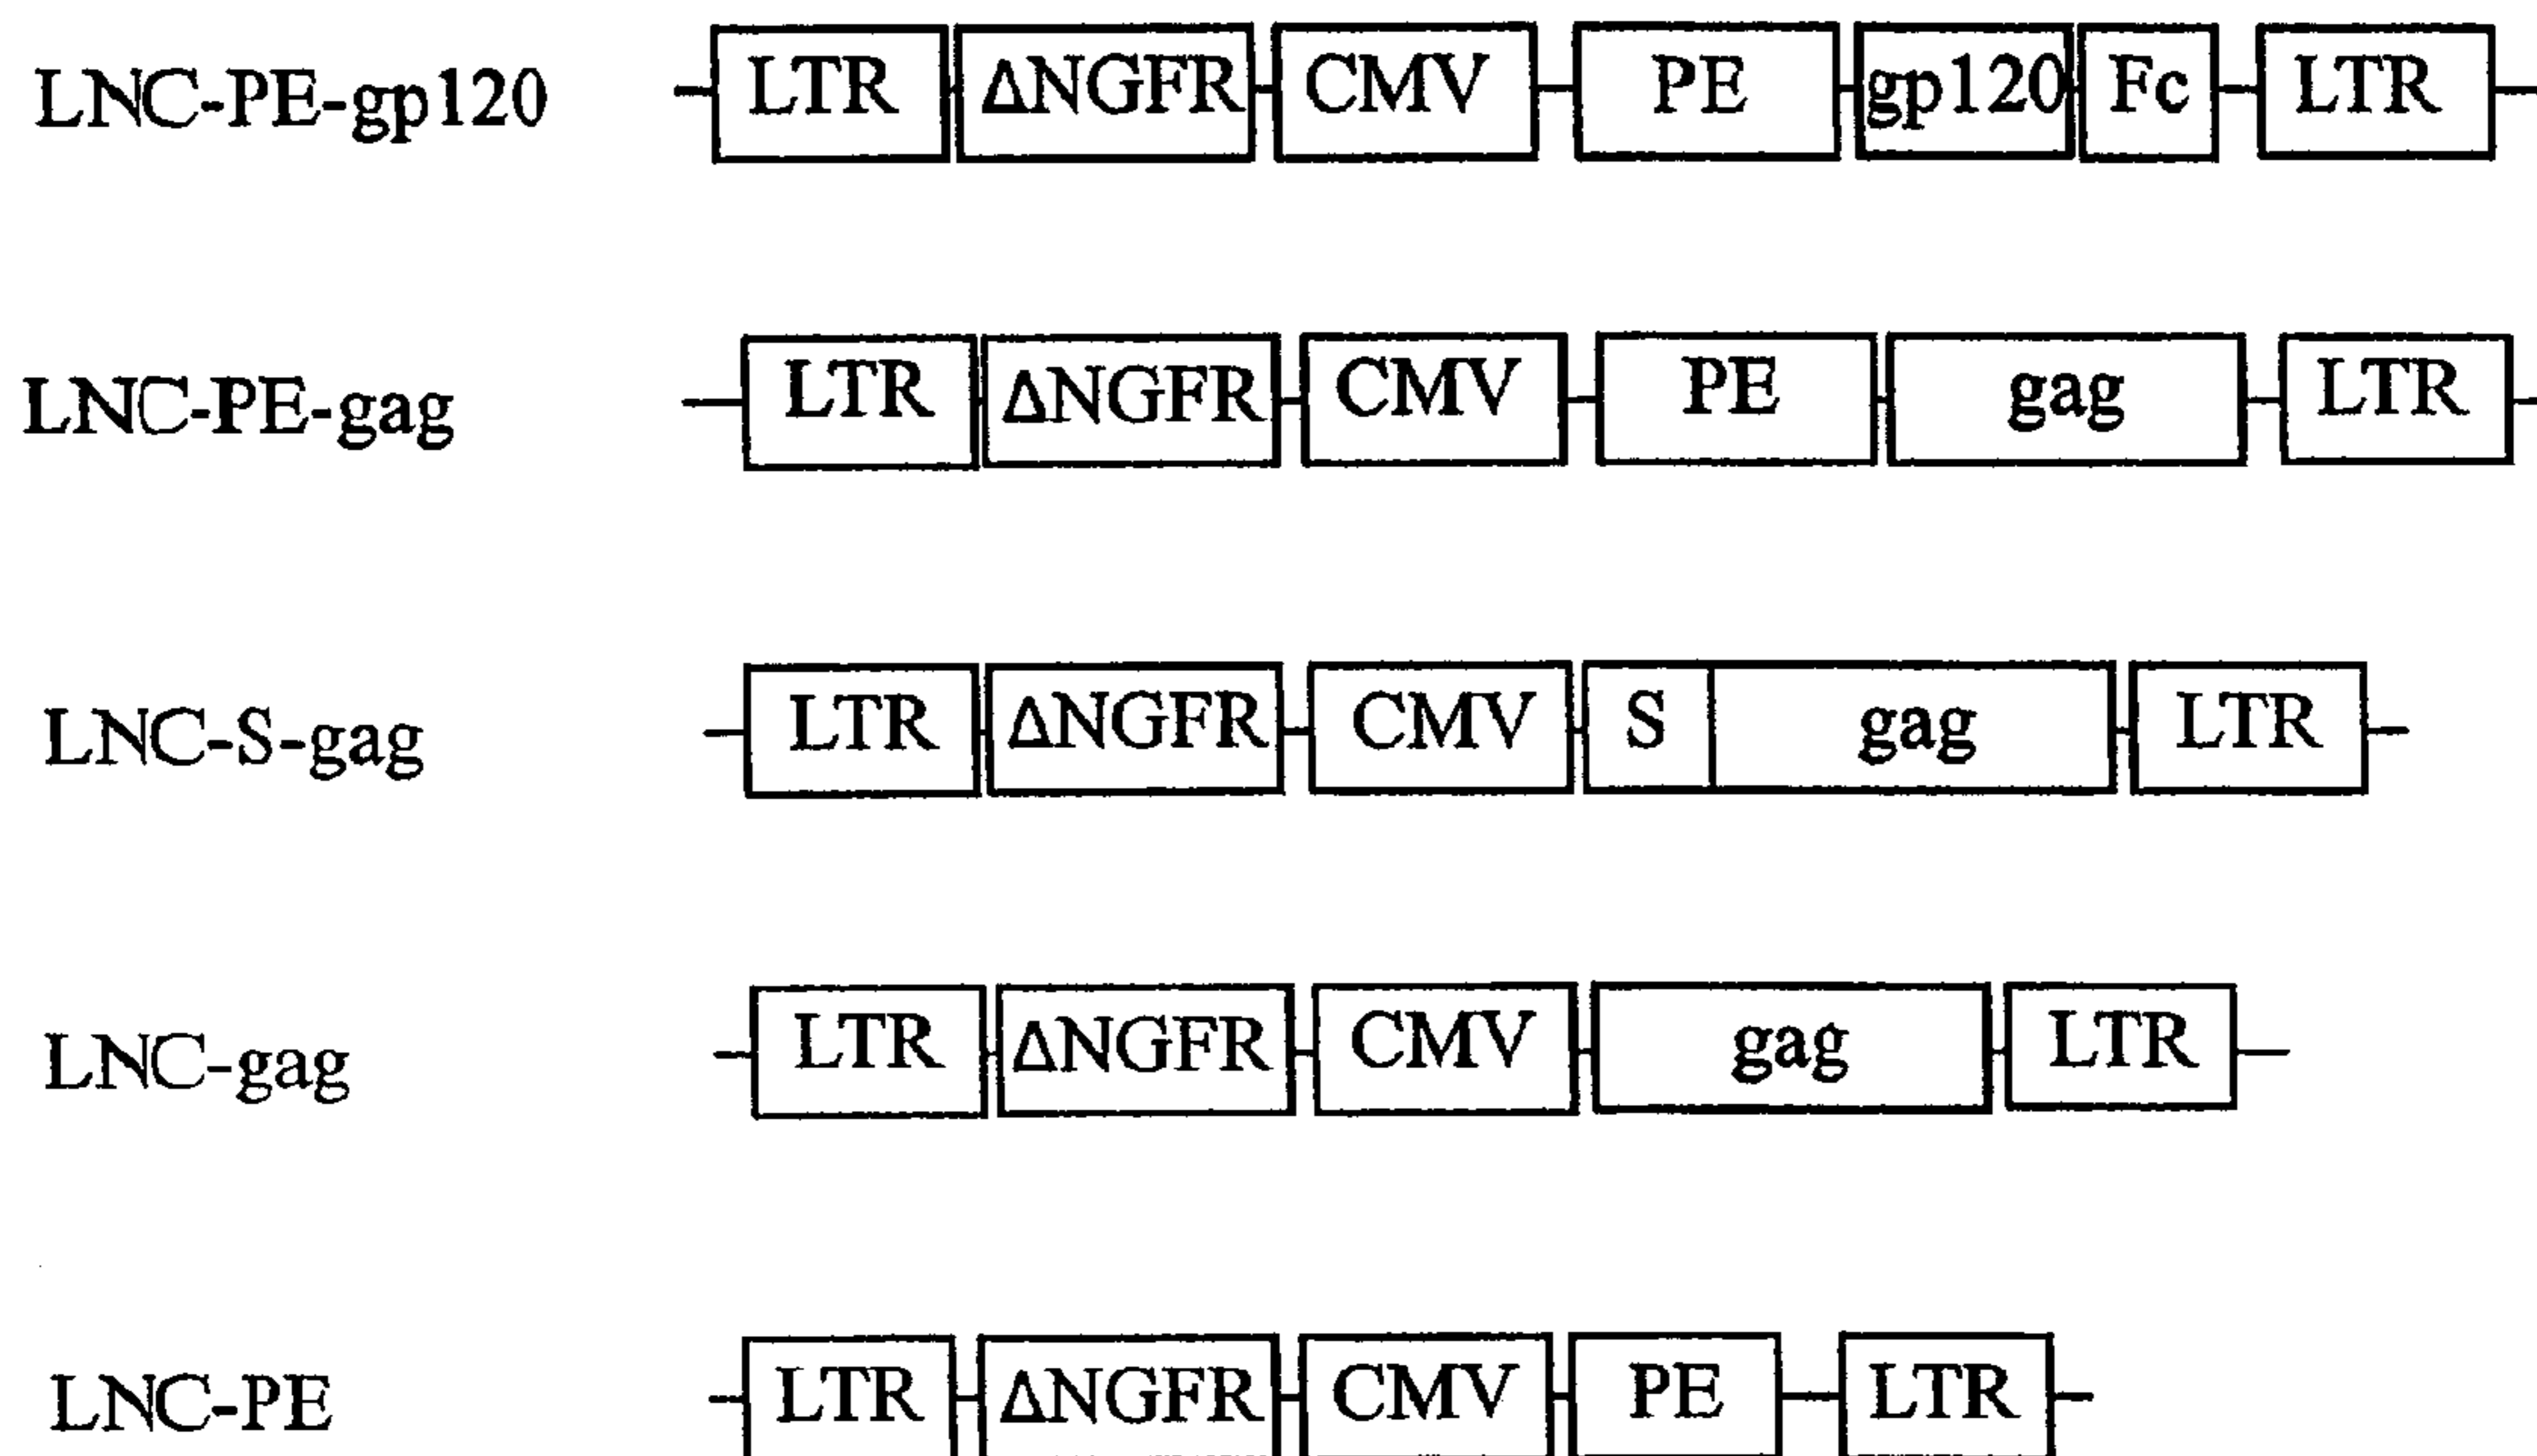 LNC-PE-gp120 LTR ΔNGFR CMV PE gp120 Fc LTR
LNC-PE-gag LTR ΔNGFR CMV PE gag LTR
LNC-S-gag LTR ΔNGFR CMV S gag LTR
LNC-gag LTR ΔNGFR CMV gag LTR
LNC-PE LTR ΔNGFR CMV PE LTR